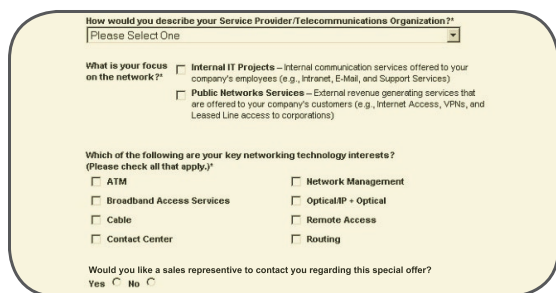 How would you describe your Service Provider/Telecommunications Organization?*
Please Select One
What is your focus on the network?*
Internal IT Projects – Internal communication services offered to your
company's employees (e.g., Intranet, E-Mail, and Support Services)
Public Networks Services – External revenue generating services that
are offered to your company's customers (e.g., Internet Access, VPNs, and
Leased Line access to corporations)
Which of the following are your key networking technology interests?
(Please check all that apply.)*
ATM
Network Management
Broadband Access Services
Optical/IP + Optical
Cable
Remote Access
Contact Center
Routing
Would you like a sales representive to contact you regarding this special offer?
Yes No